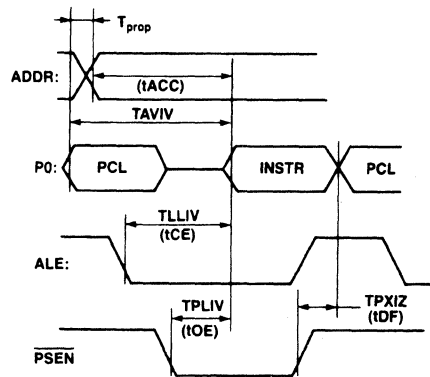 Tprop
ADDR:
(tACC)
TAVIV
P0: PCL INSTR PCL
TLLIV
(tCE)
ALE:
TPLIV
(tOE)
TPXIZ
(tDF)
PSEN